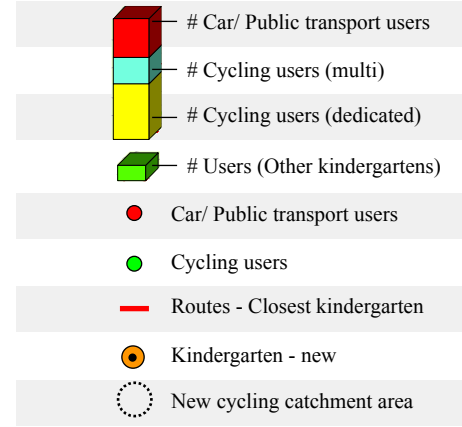 # Car/ Public transport users
# Cycling users (multi)
# Cycling users (dedicated)
# Users (Other kindergartens)
Car/ Public transport users
Cycling users
Routes - Closest kindergarten
Kindergarten - new
New cycling catchment area